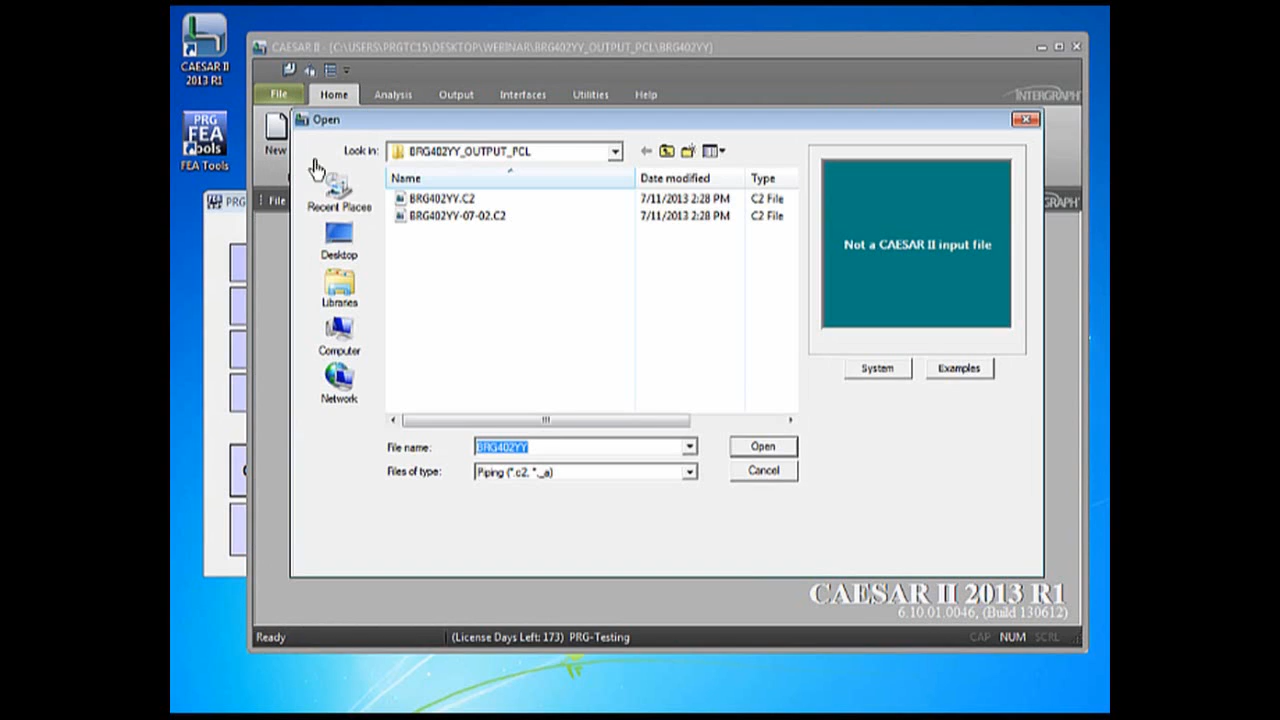 CAESAR II
2013 R1
PRG
FEA
Tools
FEA Tools
PRG
CAESAR II - [C:\USERS\PRGTC15\DESKTOP\WEBINAR\BRG402YY_OUTPUT_PCL\BRG402YY]
File Home Analysis Output Interfaces Utilities Help
INTERGRAPH
New
File
Open
Look in: BRG402YY_OUTPUT_PCL
Name Date modified Type
BRG402YY.C2 7/11/2013 2:28 PM C2 File
BRG402YY-07-02.C2 7/11/2013 2:28 PM C2 File
Recent Places
Desktop
Libraries
Computer
Network
Not a CAESAR II input file
System Examples
File name: BRG402YY Open
Files of type: Piping (*.c2, *._a) Cancel
CAESAR II 2013 R1
6.10.01.0046, (Build 130612)
Ready (License Days Left: 173) PRG-Testing CAP NUM SCRL